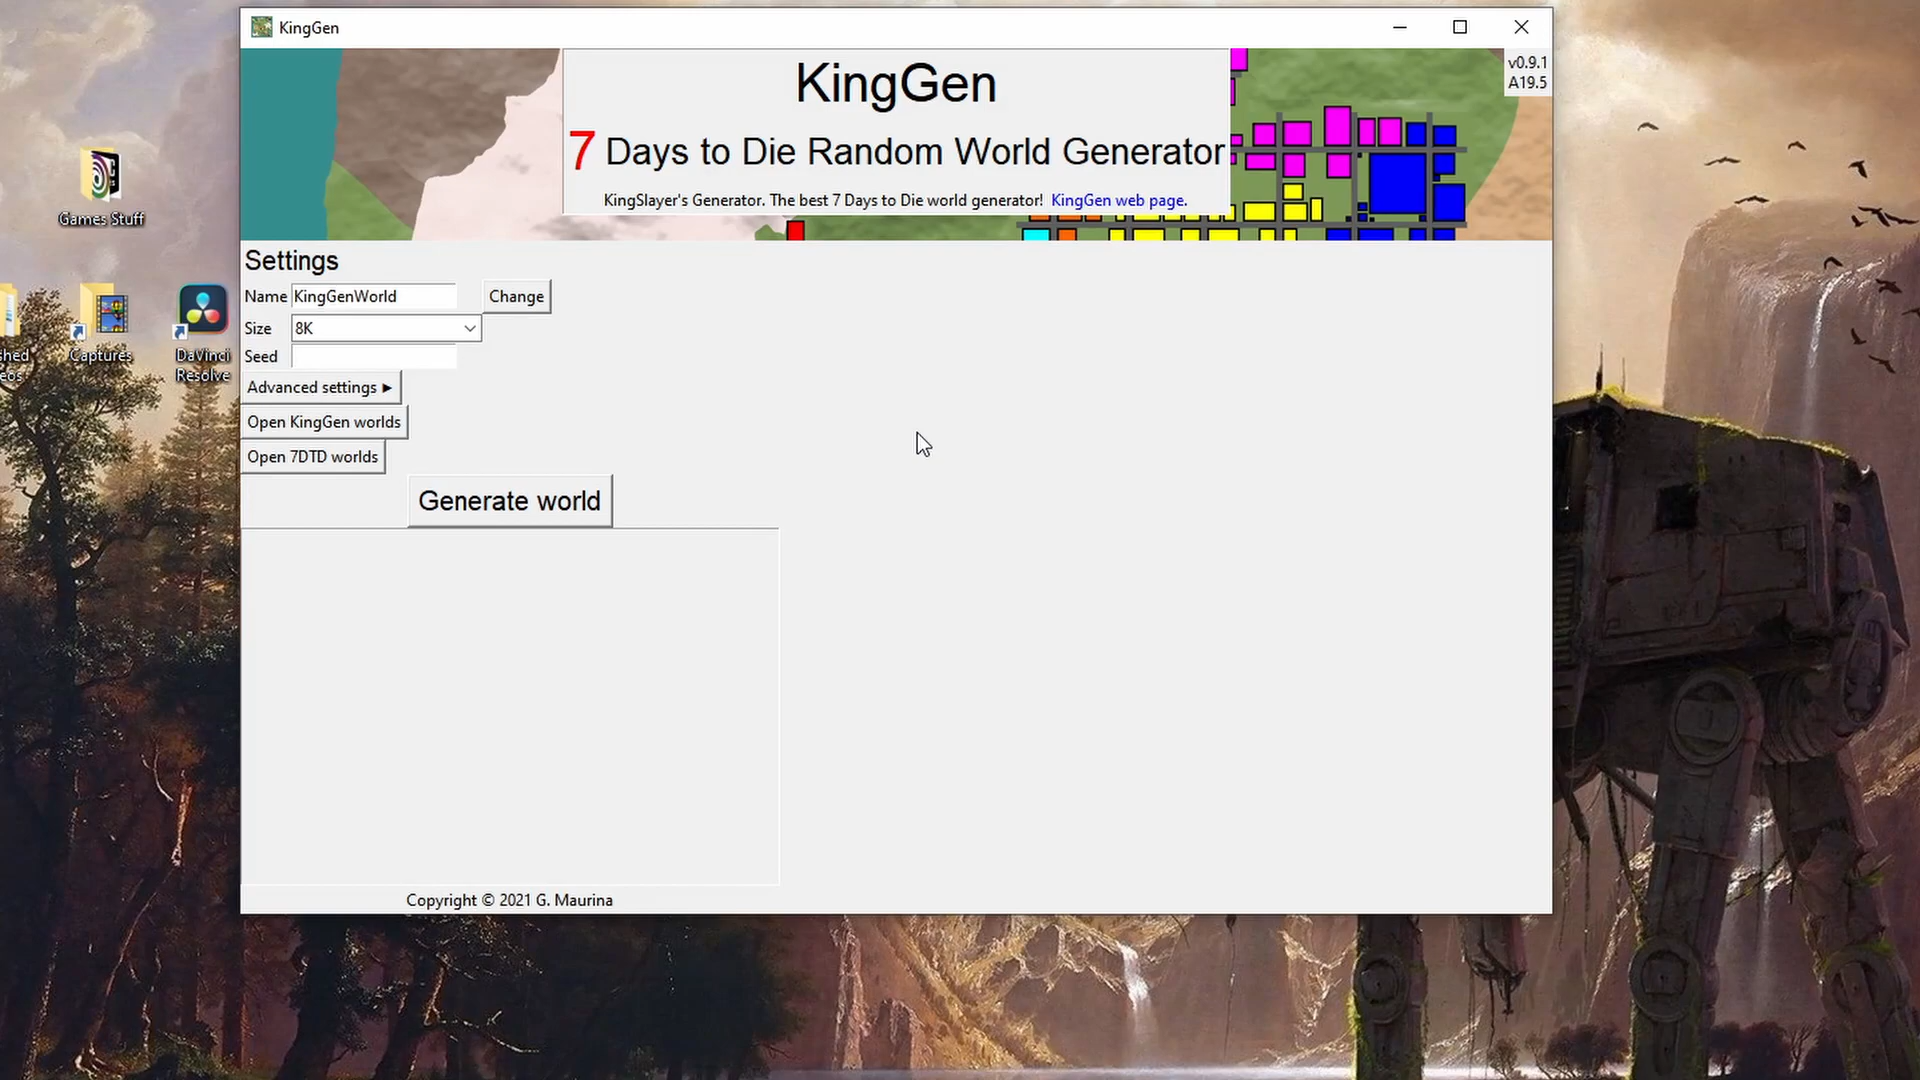 KingGen
KingGen
v0.9.1
A19.5
7 Days to Die Random World Generator
KingSlayer's Generator. The best 7 Days to Die world generator! KingGen web page.
Games Stuff
Settings
Name KingGenWorld Change
Size 8K
Seed
Captures
DaVinci
Resolve
Advanced settings ►
Open KingGen worlds
Open 7DTD worlds
Generate world
Copyright © 2021 G. Maurina